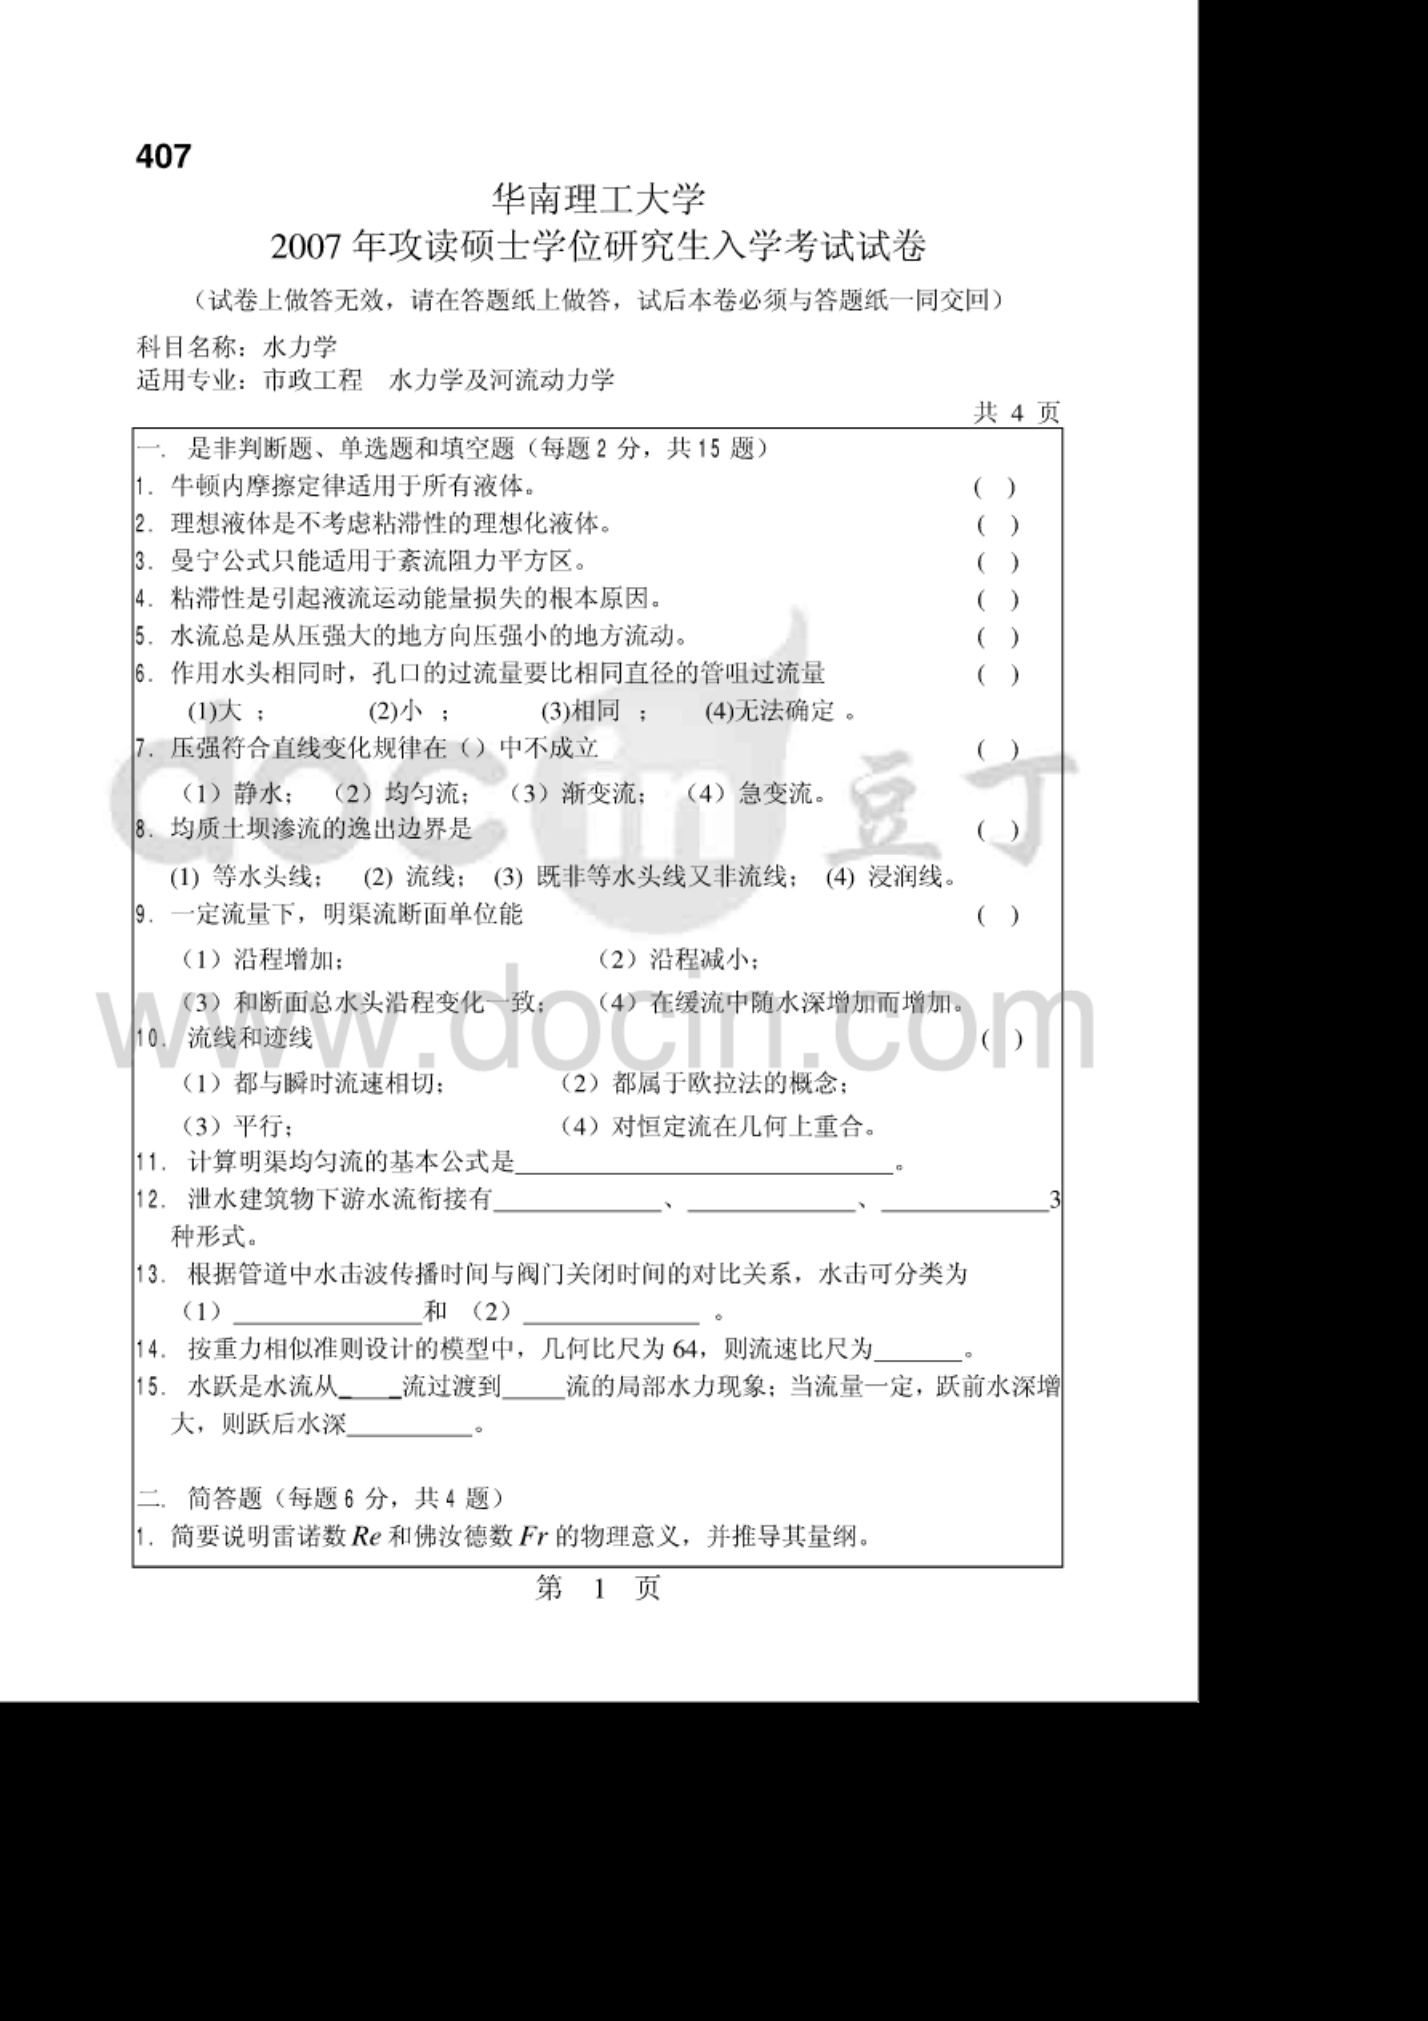 407
华南理工大学
2007 年攻读硕士学位研究生入学考试试卷
（试卷上做答无效，请在答题纸上做答，试后本卷必须与答题纸一同交回）
科目名称：水力学
适用专业：市政工程　水力学及河流动力学
共 4 页
一. 是非判断题、单选题和填空题（每题 2 分，共 15 题）
1. 牛顿内摩擦定律适用于所有液体。 ( )
2. 理想液体是不考虑粘滞性的理想化液体。 ( )
3. 曼宁公式只能适用于紊流阻力平方区。 ( )
4. 粘滞性是引起液流运动能量损失的根本原因。 ( )
5. 水流总是从压强大的地方向压强小的地方流动。 ( )
6. 作用水头相同时，孔口的过流量要比相同直径的管咀过流量 ( )
(1)大 ； (2)小 ； (3)相同 ； (4)无法确定 。
7. 压强符合直线变化规律在（）中不成立 ( )
（1）静水； （2）均匀流； （3）渐变流； （4）急变流。
8. 均质土坝渗流的逸出边界是 ( )
(1) 等水头线； (2) 流线； (3) 既非等水头线又非流线； (4) 浸润线。
9. 一定流量下，明渠流断面单位能 ( )
（1）沿程增加； （2）沿程减小；
（3）和断面总水头沿程变化一致； （4）在缓流中随水深增加而增加。
10. 流线和迹线 ( )
（1）都与瞬时流速相切； （2）都属于欧拉法的概念；
（3）平行； （4）对恒定流在几何上重合。
11. 计算明渠均匀流的基本公式是______________________________。
12. 泄水建筑物下游水流衔接有_____________、_____________、_____________3
种形式。
13. 根据管道中水击波传播时间与阀门关闭时间的对比关系，水击可分类为
（1）_______________和 （2）______________ 。
14. 按重力相似准则设计的模型中，几何比尺为 64，则流速比尺为_______。
15. 水跃是水流从_____流过渡到_____流的局部水力现象；当流量一定，跃前水深增
大，则跃后水深__________。
二. 简答题（每题 6 分，共 4 题）
1. 简要说明雷诺数 Re 和佛汝德数 Fr 的物理意义，并推导其量纲。
第 1 页
docin 豆丁
www.docin.com